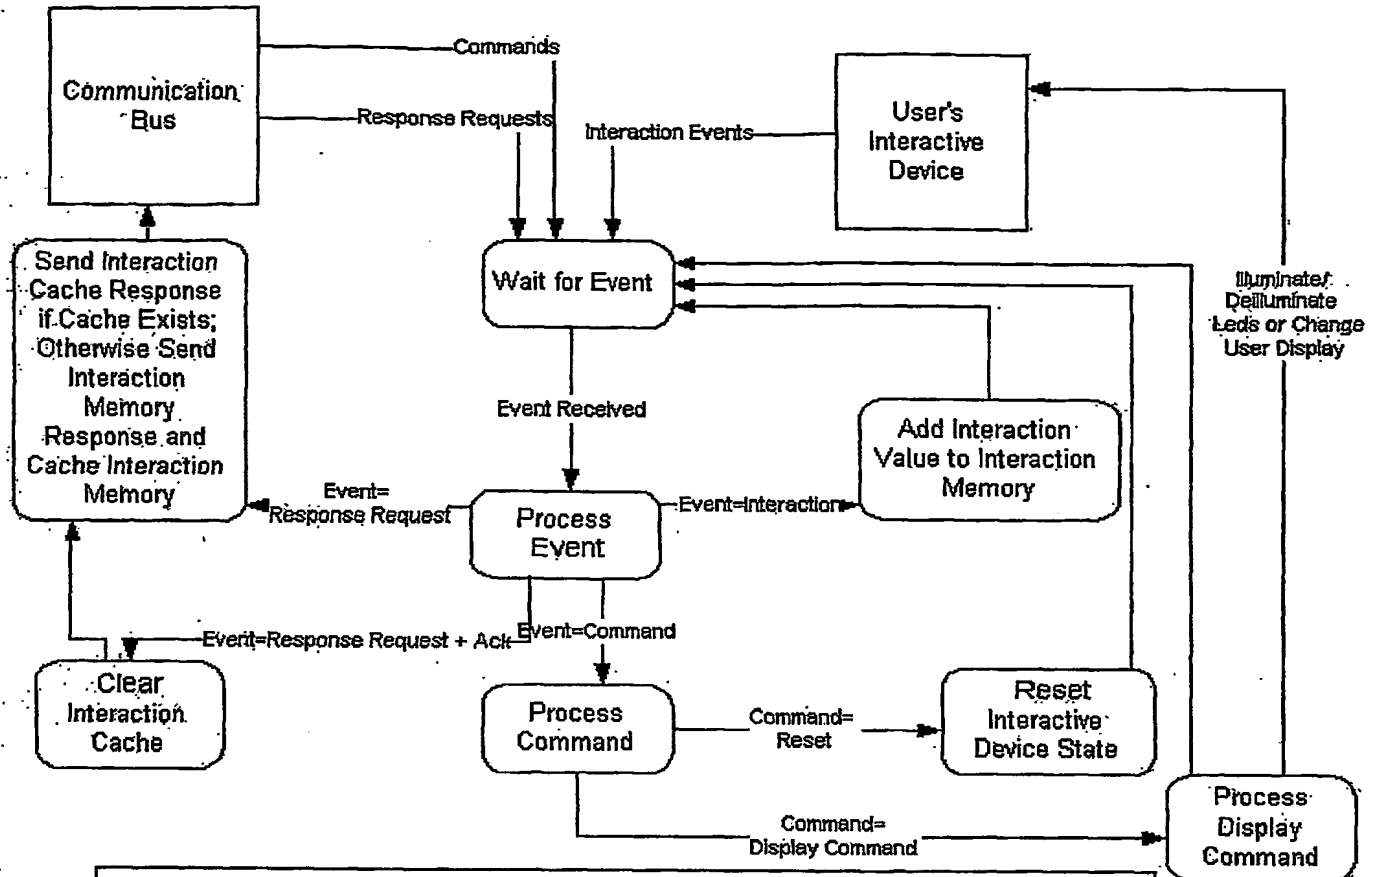 Communication
Bus
Commands
Response Requests
Interaction Events
User's
Interactive
Device
Send Interaction
Cache Response
if Cache Exists;
Otherwise Send
Interaction
Memory
Response and
Cache Interaction
Memory
Wait for Event
Illuminate/
Deilluminate
Leds or Change
User Display
Event Received
Add Interaction
Value to Interaction
Memory
Event=
Response Request
Process
Event
Event=Interaction
Event=Response Request + Ack
Event=Command
Clear
Interaction
Cache
Process
Command
Command=
Reset
Reset
Interactive
Device State
Command=
Display Command
Process
Display
Command